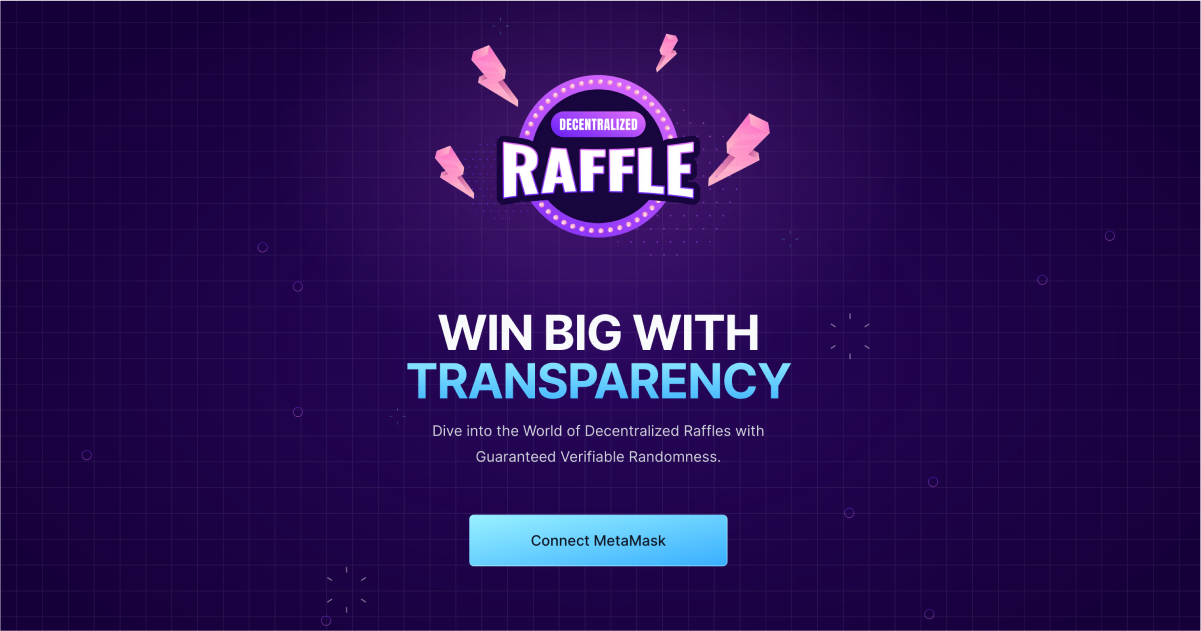 DECENTRALIZED
RAFFLE
WIN BIG WITH
TRANSPARENCY
Dive into the World of Decentralized Raffles with
Guaranteed Verifiable Randomness.
Connect MetaMask